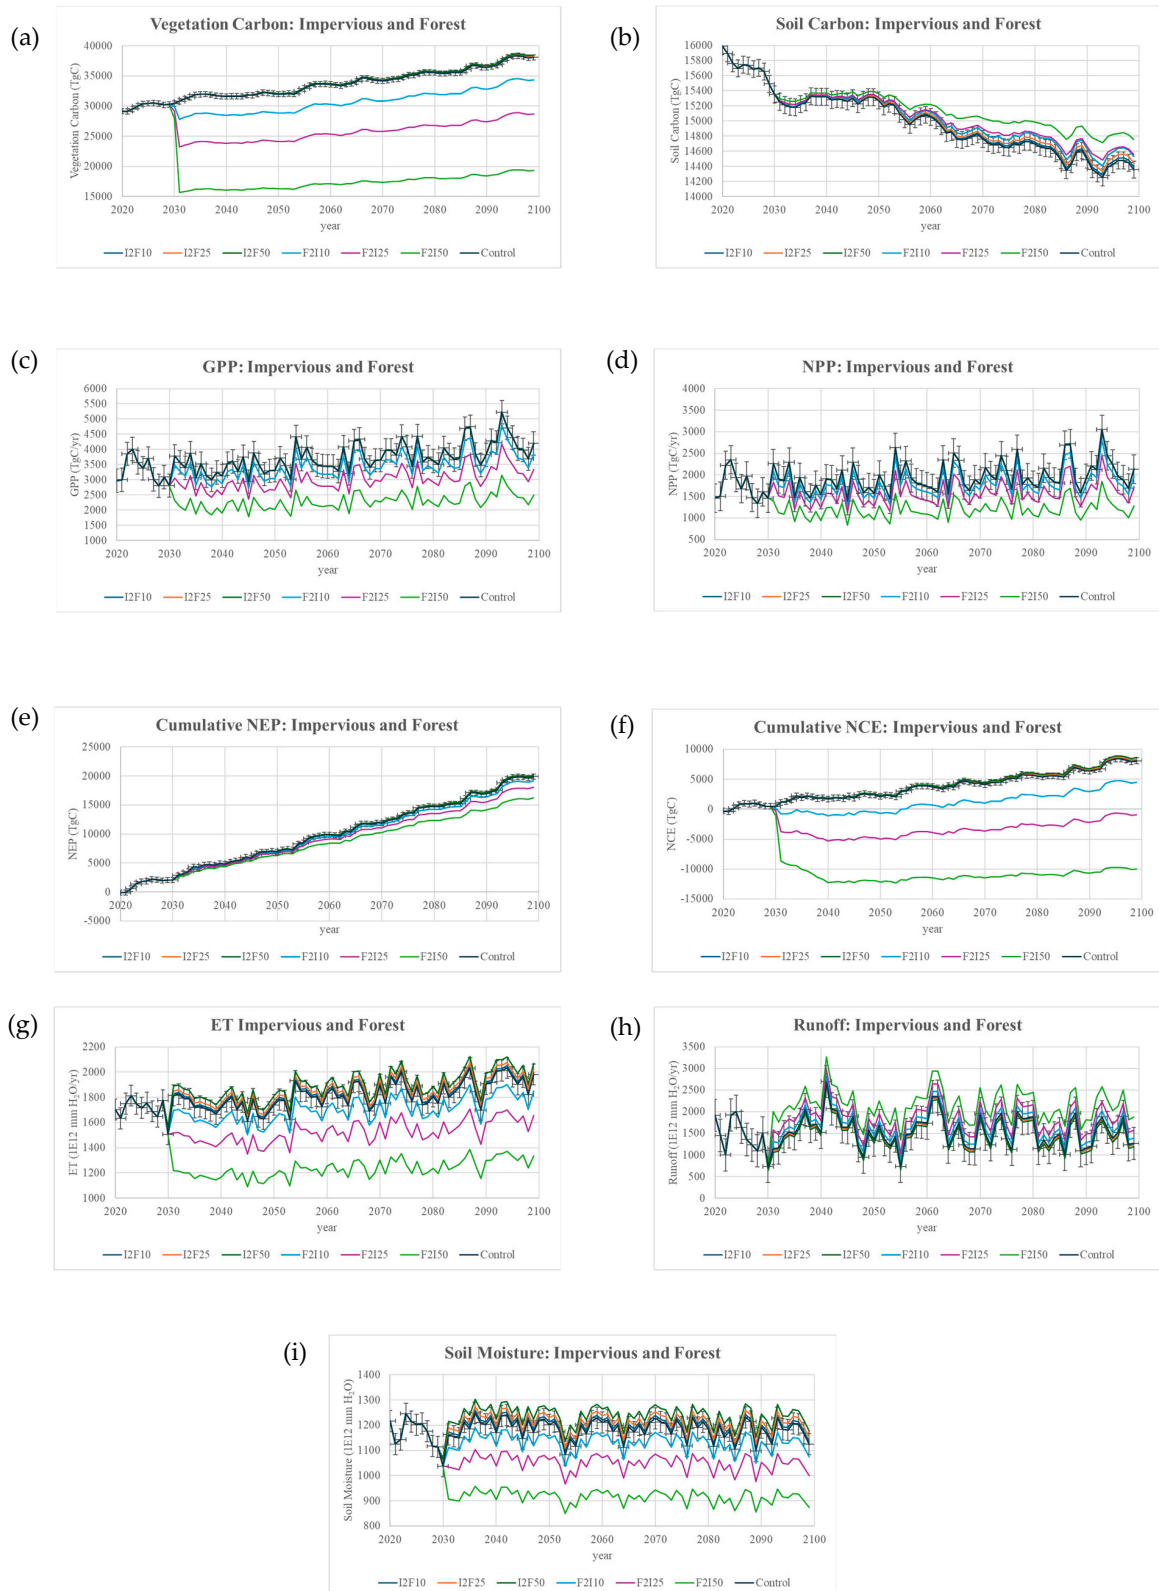 (a)
Vegetation Carbon: Impervious and Forest
Vegetation Carbon (TgC)
40000
35000
30000
25000
20000
15000
2020 2030 2040 2050 2060 2070 2080 2090 2100
year
I2F10 I2F25 I2F50 F2I10 F2I25 F2I50 Control
(b)
Soil Carbon: Impervious and Forest
Soil Carbon (TgC)
16000
15800
15600
15400
15200
15000
14800
14600
14400
14200
14000
2020 2030 2040 2050 2060 2070 2080 2090 2100
year
I2F10 I2F25 I2F50 F2I10 F2I25 F2I50 Control
(c)
GPP: Impervious and Forest
GPP (TgC/yr)
6000
5500
5000
4500
4000
3500
3000
2500
2000
1500
1000
2020 2030 2040 2050 2060 2070 2080 2090 2100
year
I2F10 I2F25 I2F50 F2I10 F2I25 F2I50 Control
(d)
NPP: Impervious and Forest
NPP (TgC/yr)
4000
3500
3000
2500
2000
1500
1000
500
2020 2030 2040 2050 2060 2070 2080 2090 2100
year
I2F10 I2F25 I2F50 F2I10 F2I25 F2I50 Control
(e)
Cumulative NEP: Impervious and Forest
NEP (TgC)
25000
20000
15000
10000
5000
0
-5000
2020 2030 2040 2050 2060 2070 2080 2090 2100
year
I2F10 I2F25 I2F50 F2I10 F2I25 F2I50 Control
(f)
Cumulative NCE: Impervious and Forest
NCE (TgC)
10000
5000
0
-5000
-10000
-15000
2020 2030 2040 2050 2060 2070 2080 2090 2100
year
I2F10 I2F25 I2F50 F2I10 F2I25 F2I50 Control
(g)
ET Impervious and Forest
ET (1E12 mm H₂O/yr)
2200
2000
1800
1600
1400
1200
1000
2020 2030 2040 2050 2060 2070 2080 2090 2100
year
I2F10 I2F25 I2F50 F2I10 F2I25 F2I50 Control
(h)
Runoff: Impervious and Forest
Runoff (1E12 mm H₂O/yr)
3500
3000
2500
2000
1500
1000
500
0
2020 2030 2040 2050 2060 2070 2080 2090 2100
year
I2F10 I2F25 I2F50 F2I10 F2I25 F2I50 Control
(i)
Soil Moisture: Impervious and Forest
Soil Moisture (1E12 mm H₂O)
1400
1300
1200
1100
1000
900
800
2020 2030 2040 2050 2060 2070 2080 2090 2100
year
I2F10 I2F25 I2F50 F2I10 F2I25 F2I50 Control